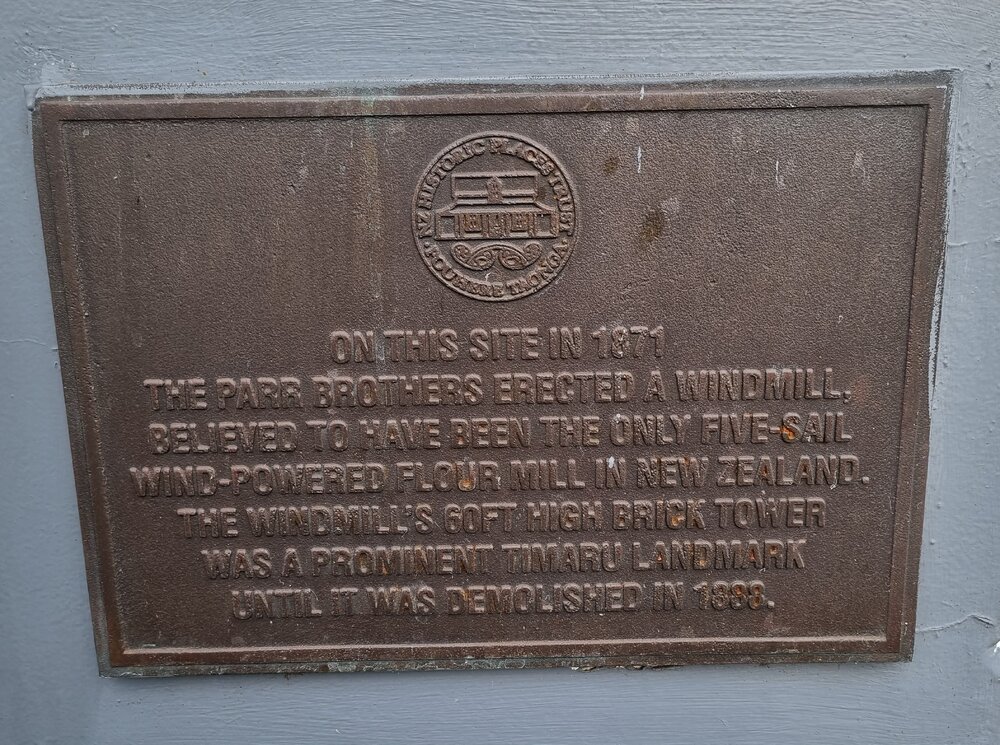 NZ HISTORIC PLACES TRUST
POUHERE TAONGA
ON THIS SITE IN 1871
THE PARR BROTHERS ERECTED A WINDMILL,
BELIEVED TO HAVE BEEN THE ONLY FIVE-SAIL
WIND-POWERED FLOUR MILL IN NEW ZEALAND.
THE WINDMILL'S 60FT HIGH BRICK TOWER
WAS A PROMINENT TIMARU LANDMARK
UNTIL IT WAS DEMOLISHED IN 1888.